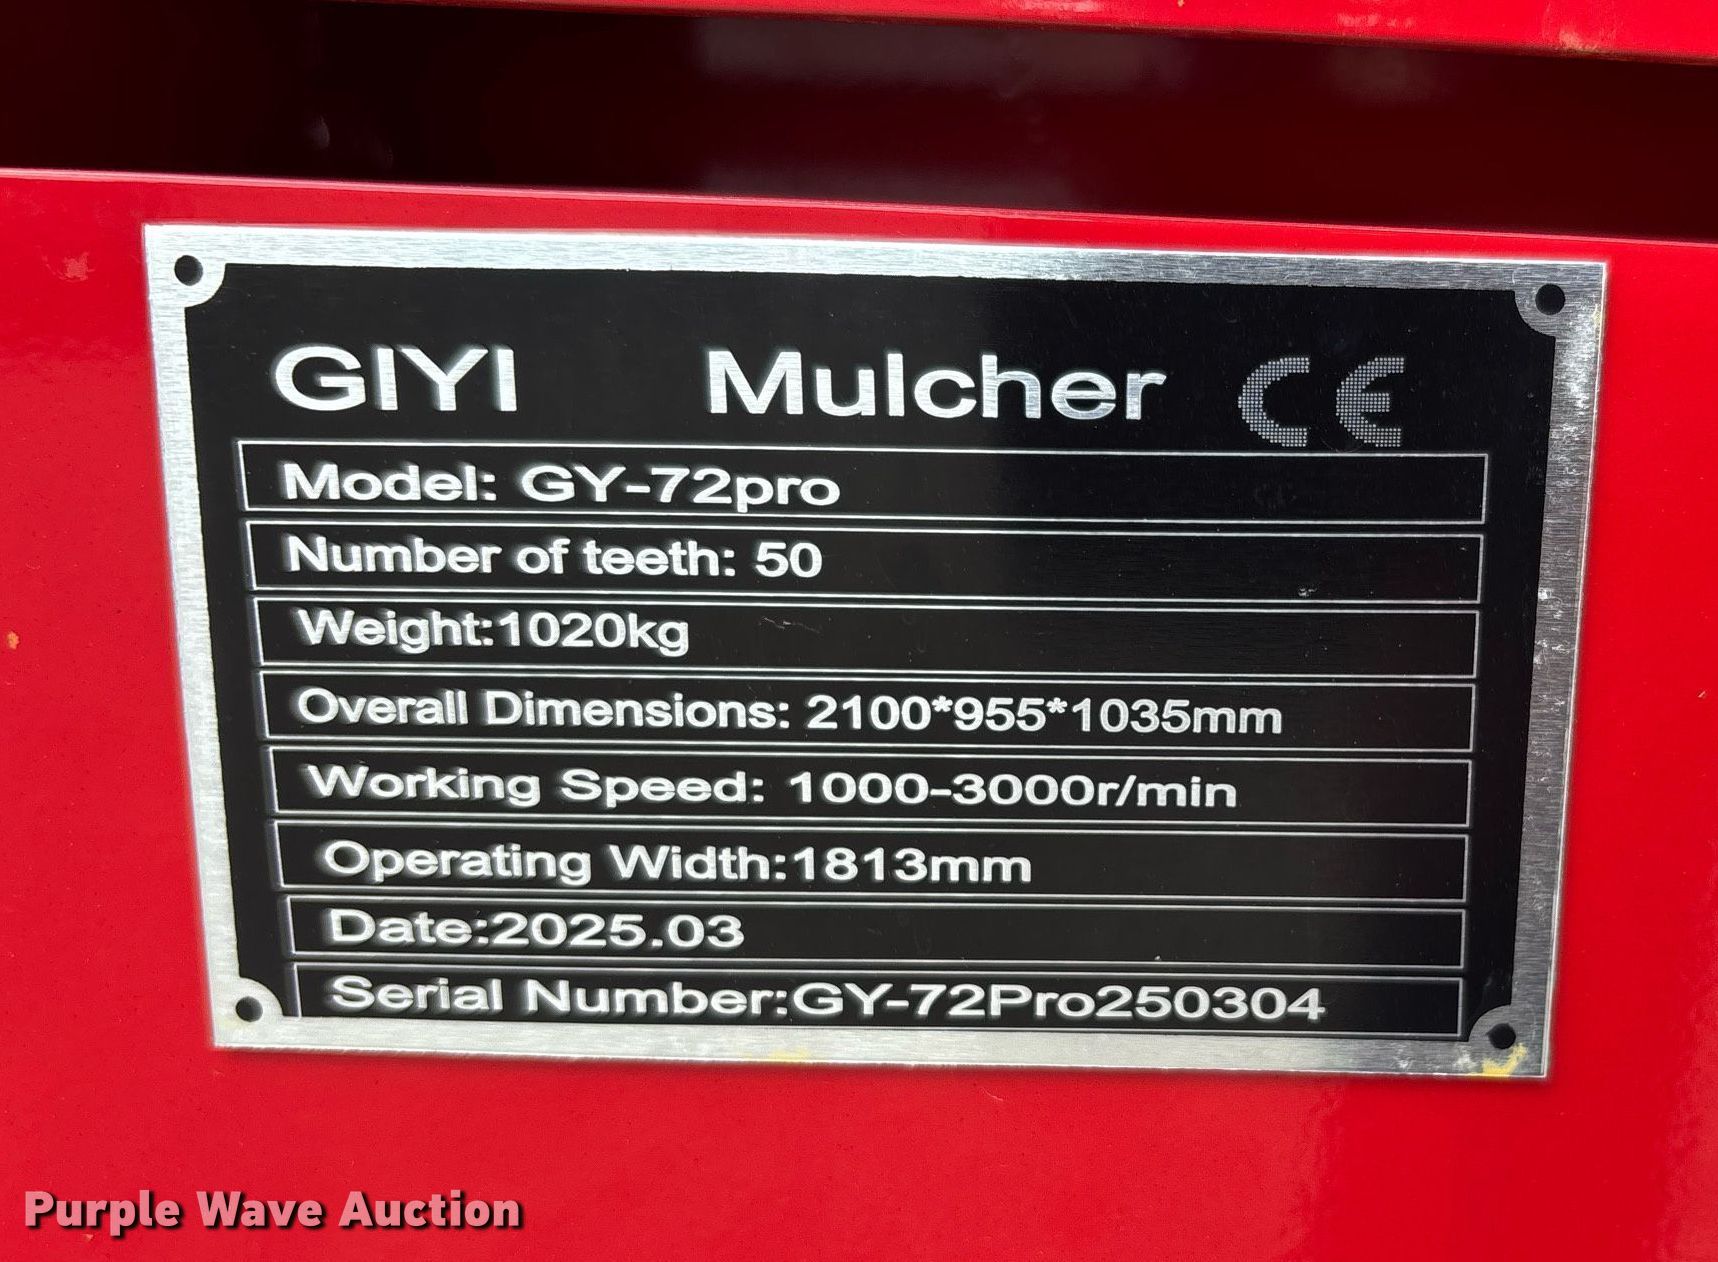 GIYI Mulcher CE
Model: GY-72pro
Number of teeth: 50
Weight:1020kg
Overall Dimensions: 2100*955*1035mm
Working Speed: 1000-3000r/min
Operating Width:1813mm
Date:2025.03
Serial Number:GY-72Pro250304
Purple Wave Auction